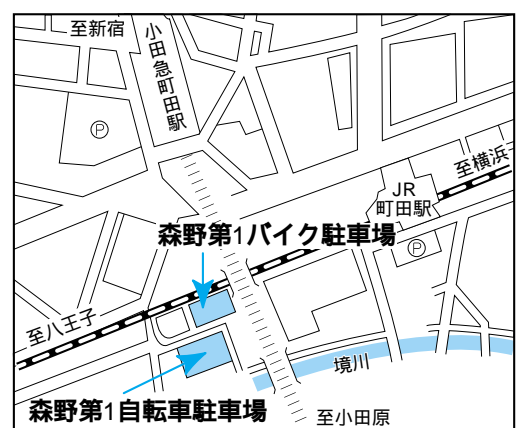 至新宿
小田急町田駅
Ⓟ
至横浜
JR
町田駅
森野第1バイク駐車場
Ⓟ
至八王子
境川
森野第1自転車駐車場
至小田原